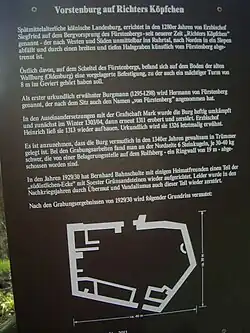 Vorstenburg auf Richters Köpfchen
Spätmittelalterliche kölnische Landesburg, errichtet in den 1280er Jahren von Erzbischof
Siegfried auf den Bergvorsprung des Fürstenbergs- seit neuerer Zeit „Richters Köpfchen"
genannt - der nach Westen und Süden unmittelbar ins Ruhrtal, nach Norden in ein Siepen
abfällt und durch einen breiten und tiefen Halsgraben künstlich vom Fürstenberg abge-
trennt ist.
Östlich davon, auf dem Scheitel des Fürstenbergs, befand sich auf dem Boden der alten
Wallburg (Oldenburg) eine vorgelagerte Befestigung, zu der auch ein mächtiger Turm von
8 m im Geviert gehört haben soll.
Als erster urkundlich erwähnter Burgmann (1295-1298) wird Hermann von Fürstenberg
genannt, der nach dem Sitz auch den Namen „von Fürstenberg" angenommen hat.
In den Auseinandersetzungen mit der Grafschaft Mark wurde die Burg heftig umkämpft
und zunächst im Winter 1303/04, dann erneut 1311 erobert und zerstört. Erzbischof
Heinrich ließ sie 1313 wieder aufbauen. Urkundlich wird sie 1326 letztmalig erwähnt.
Es ist anzunehmen, dass die Burg vermutlich in den 1340er Jahren gewaltsam in Trümmer
gelegt ist. Bei den Grabungsarbeiten fand man an der Nordseite 6 Steinkugeln, je 30-40 kg
schwer, die von einer Belagerungsstelle auf dem Rolfsberg - ein Ringwall von 19 m - abge-
schossen worden sind.
In den Jahren 1929/30 hat Bernhard Bahnschulte mit einigen Heimatfreunden einen Teil der
„südöstlichen-Ecke" mit Soester Grünsandsteinen wieder aufgerichtet. Leider wurde in den
Nachkriegsjahren durch Übermut und Vandalismus auch dieser Teil wieder zerstört.
Nach den Grabungsergebnissen von 1929/30 wird folgender Grundriss vermutet: